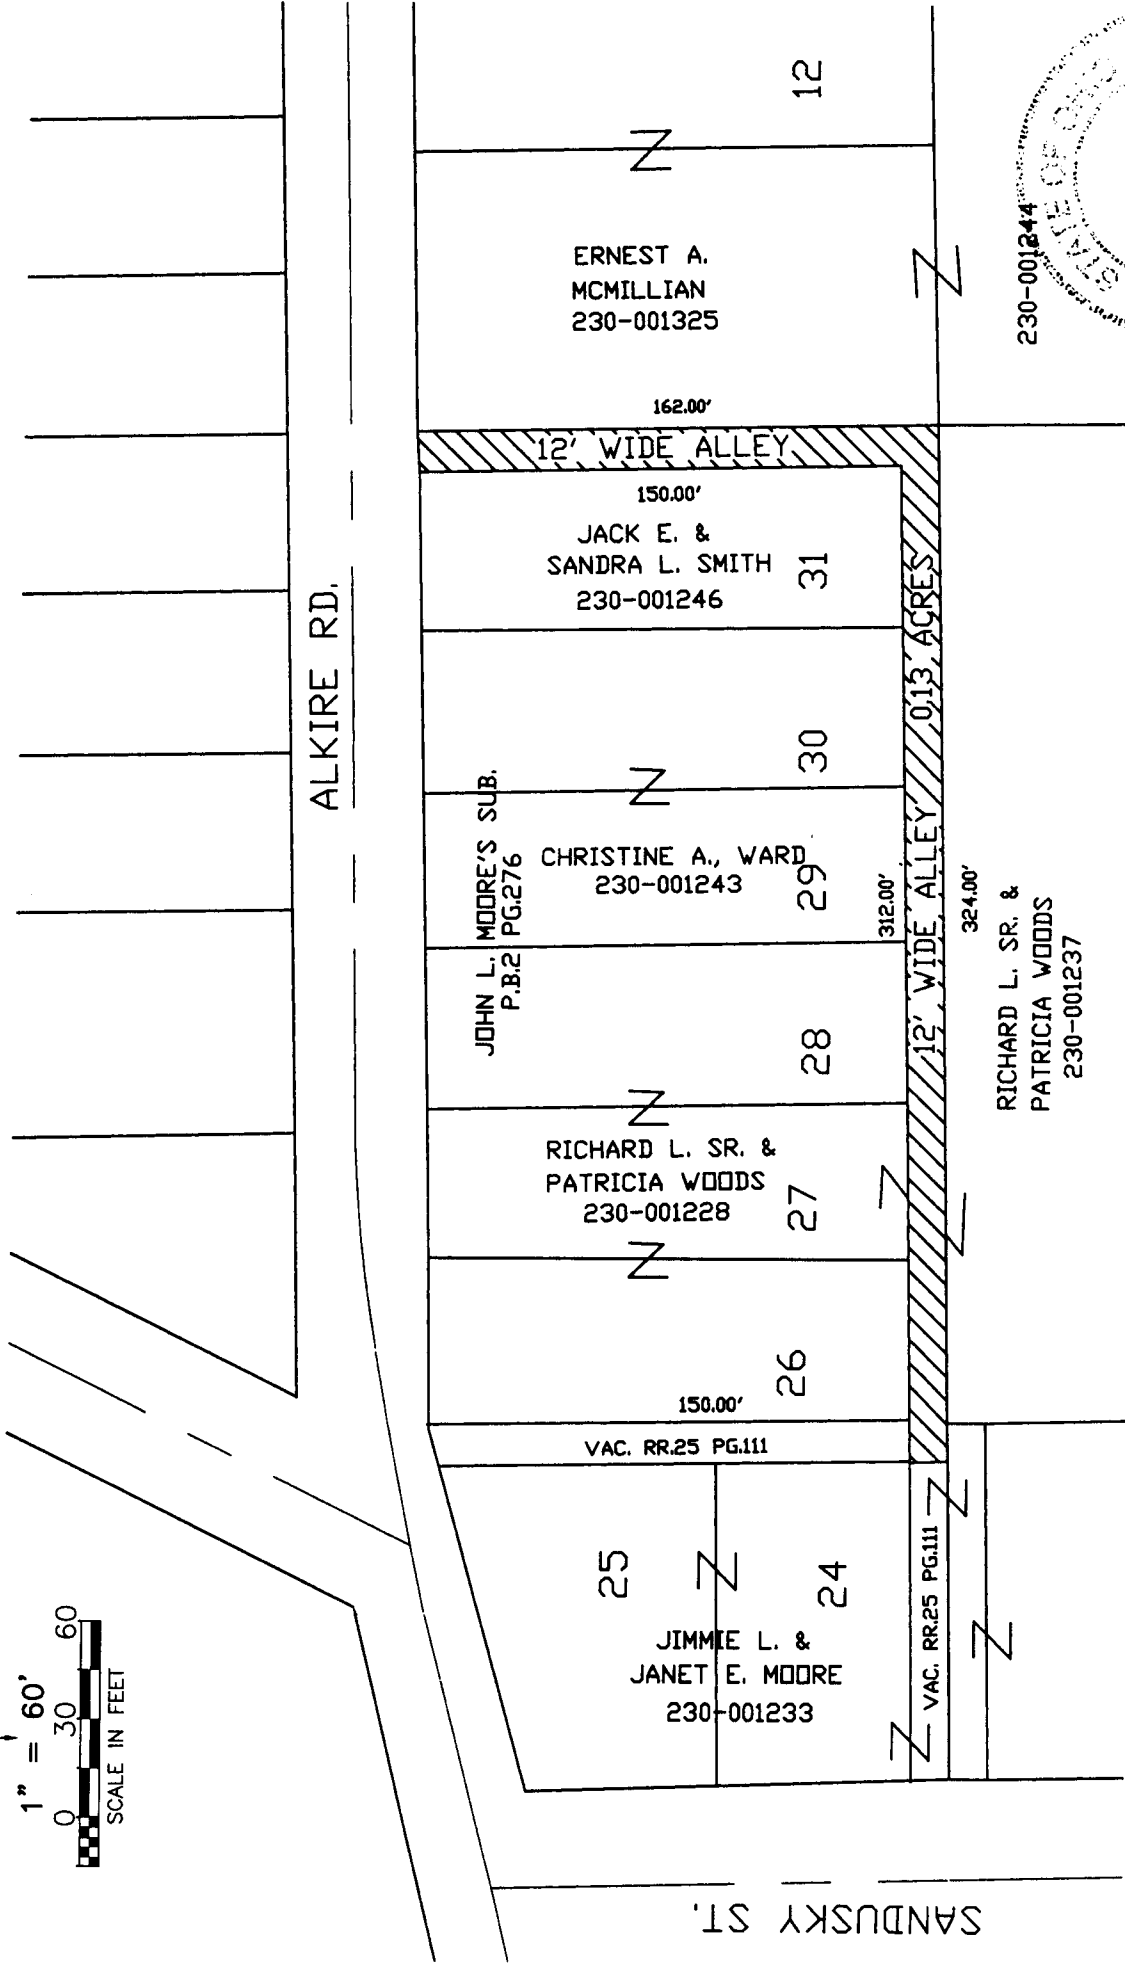 12
ERNEST A.
MCMILLIAN
230-001325
STATE OF OHIO
230-001244
162.00'
12' WIDE ALLEY
150.00'
JACK E. &
SANDRA L. SMITH
230-001246
31
ALKIRE RD.
0.13 ACRES
30
JOHN L. MOORE'S SUB.
P.B.2 PG.276
CHRISTINE A., WARD
230-001243
29
312.00'
12' WIDE ALLEY
324.00'
RICHARD L. SR. &
PATRICIA WOODS
230-001237
28
RICHARD L. SR. &
PATRICIA WOODS
230-001228
27
26
150.00'
VAC. RR.25 PG.111
25
24
VAC. RR.25 PG.111
JIMMIE L. &
JANET E. MOORE
230-001233
1" = 60'
0 30 60
SCALE IN FEET
SANDUSKY ST.